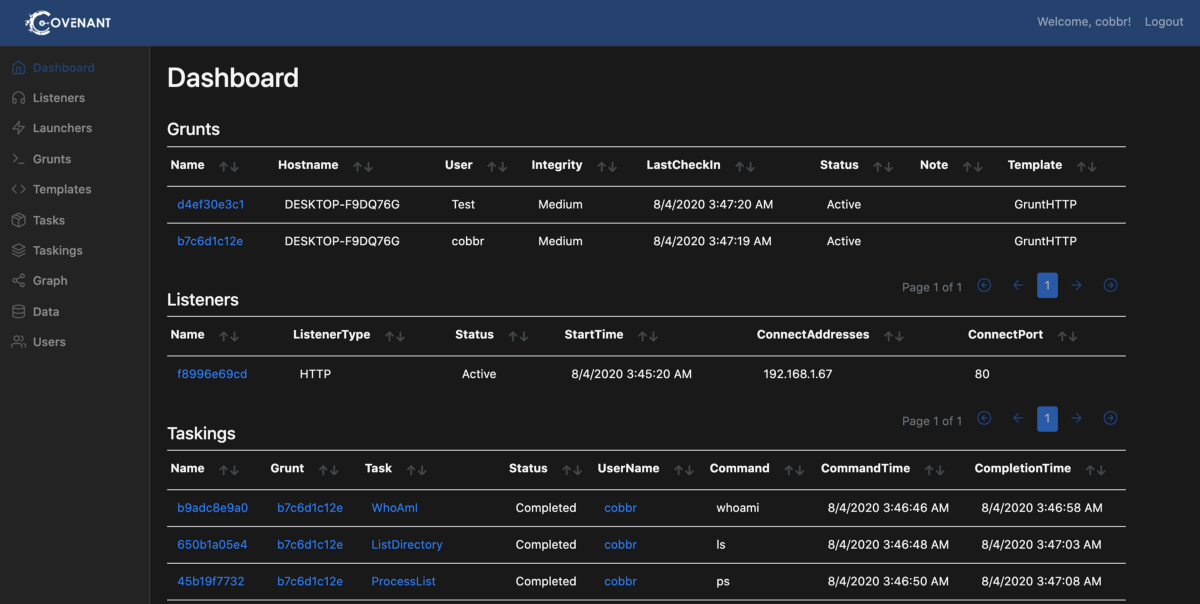 COVENANT
Welcome, cobbr! Logout
Dashboard
Listeners
Launchers
Grunts
Templates
Tasks
Taskings
Graph
Data
Users
Dashboard
Grunts
Name Hostname User Integrity LastCheckIn Status Note Template
d4ef30e3c1 DESKTOP-F9DQ76G Test Medium 8/4/2020 3:47:20 AM Active GruntHTTP
b7c6d1c12e DESKTOP-F9DQ76G cobbr Medium 8/4/2020 3:47:19 AM Active GruntHTTP
Page 1 of 1 1
Listeners
Name ListenerType Status StartTime ConnectAddresses ConnectPort
f8996e69cd HTTP Active 8/4/2020 3:45:20 AM 192.168.1.67 80
Page 1 of 1 1
Taskings
Name Grunt Task Status UserName Command CommandTime CompletionTime
b9adc8e9a0 b7c6d1c12e WhoAmI Completed cobbr whoami 8/4/2020 3:46:46 AM 8/4/2020 3:46:58 AM
650b1a05e4 b7c6d1c12e ListDirectory Completed cobbr ls 8/4/2020 3:46:48 AM 8/4/2020 3:47:03 AM
45b19f7732 b7c6d1c12e ProcessList Completed cobbr ps 8/4/2020 3:46:50 AM 8/4/2020 3:47:08 AM